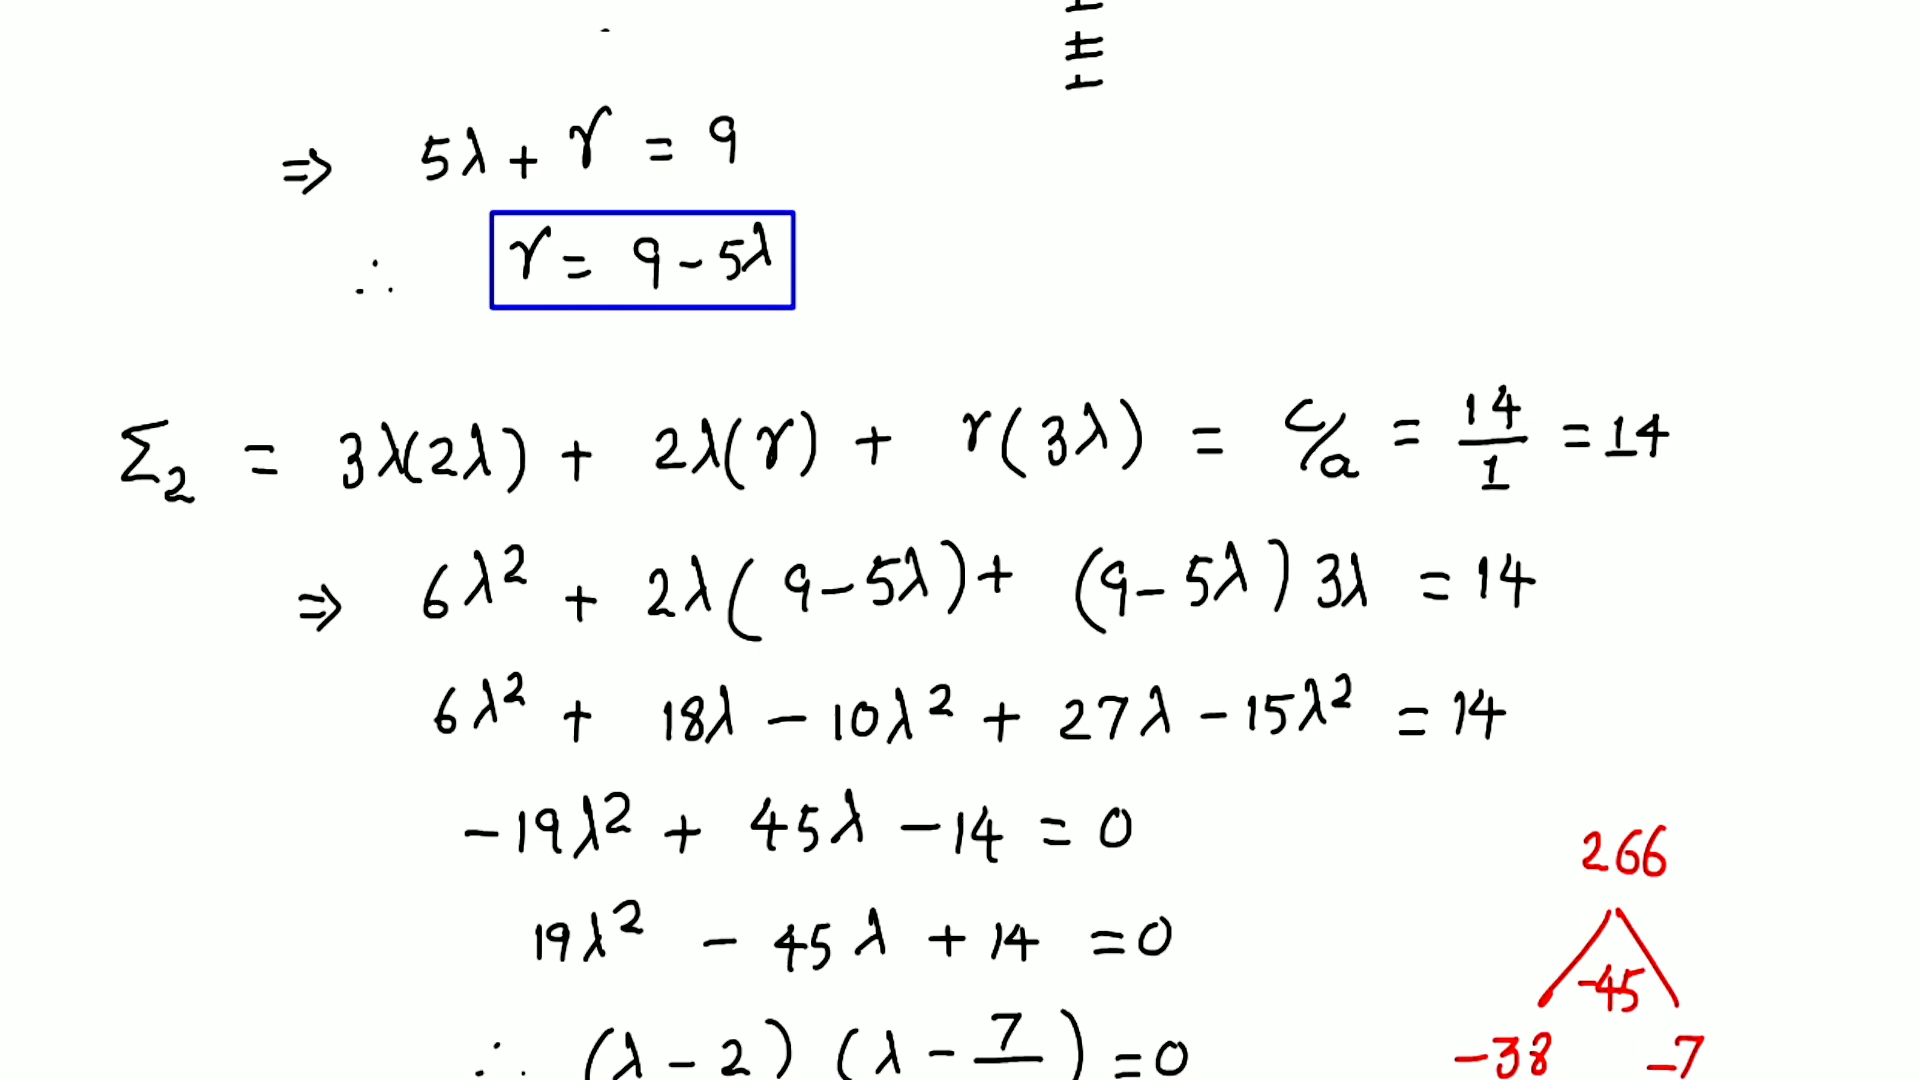 ⇒ 5λ + γ = 9
∴ γ = 9 - 5λ
Σ₂ = 3λ(2λ) + 2λ(γ) + γ(3λ) = c/a = 14/1 = 14
⇒ 6λ² + 2λ(9 - 5λ) + (9 - 5λ) 3λ = 14
6λ² + 18λ - 10λ² + 27λ - 15λ² = 14
-19λ² + 45λ - 14 = 0
266
19λ² - 45λ + 14 = 0
-45
∴ (λ - 2) (λ - 7/ ) = 0
-38 -7